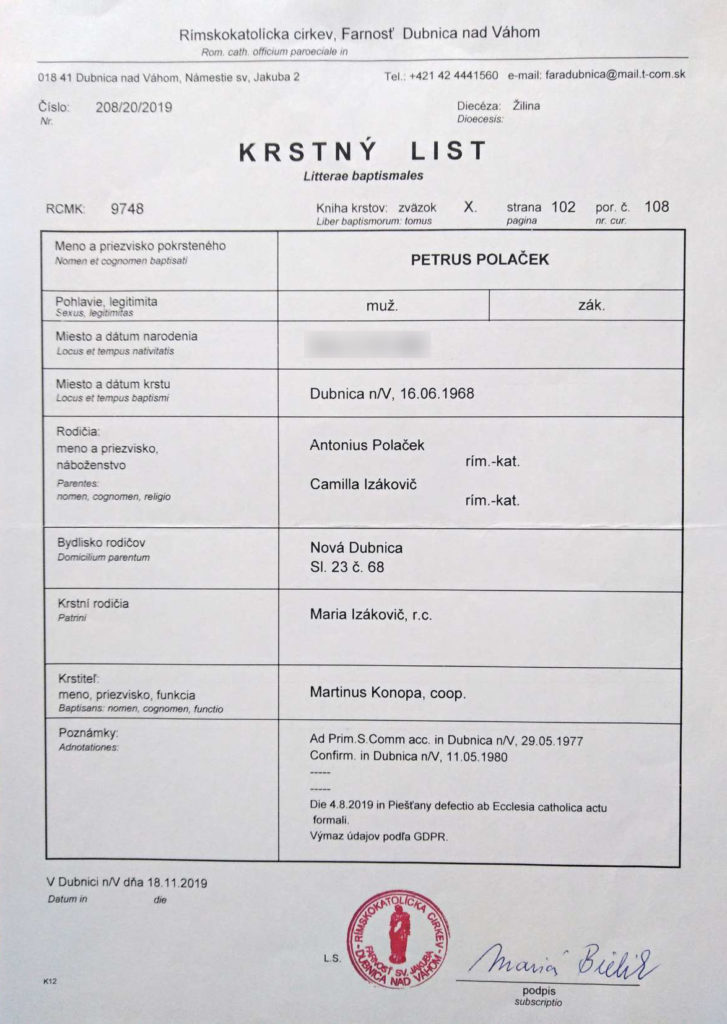 Rímskokatolícka cirkev, Farnosť Dubnica nad Váhom
Rom. cath. officium paroeciale in
018 41 Dubnica nad Váhom, Námestie sv, Jakuba 2 Tel.: +421 42 4441560 e-mail: faradubnica@mail.t-com.sk
Číslo: 208/20/2019 Diecéza: Žilina
Nr. Dioecesis:
KRSTNÝ LIST
Litterae baptismales
RCMK: 9748 Kniha krstov: zväzok X. strana 102 por. č. 108
Liber baptismorum: tomus pagina nr. cur.
Meno a priezvisko pokrsteného
Nomen et cognomen baptisati
PETRUS POLAČEK
Pohlavie, legitimita
Sexus, legitimitas
muž. zák.
Miesto a dátum narodenia
Locus et tempus nativitatis
Miesto a dátum krstu
Locus et tempus baptismi
Dubnica n/V, 16.06.1968
Rodičia:
meno a priezvisko,
náboženstvo
Parentes:
nomen, cognomen, religio
Antonius Polaček
rím.-kat.
Camilla Izákovič
rím.-kat.
Bydlisko rodičov
Domicilium parentum
Nová Dubnica
Sl. 23 č. 68
Krstní rodičia
Patrini
Maria Izákovič, r.c.
Krstiteľ:
meno, priezvisko, funkcia
Baptisans: nomen, cognomen, functio
Martinus Konopa, coop.
Poznámky:
Adnotationes:
Ad Prim.S.Comm acc. in Dubnica n/V, 29.05.1977
Confirm. in Dubnica n/V, 11.05.1980
-----
-----
Die 4.8.2019 in Piešťany defectio ab Ecclesia catholica actu
formali.
Výmaz údajov podľa GDPR.
V Dubnici n/V dňa 18.11.2019
Datum in die
RÍMSKOKATOLÍCKA CIRKEV
FARNOSŤ SV. JAKUBA
DUBNICA NAD VÁHOM
L.S.
Marián Bielik
K12
podpis
subscriptio